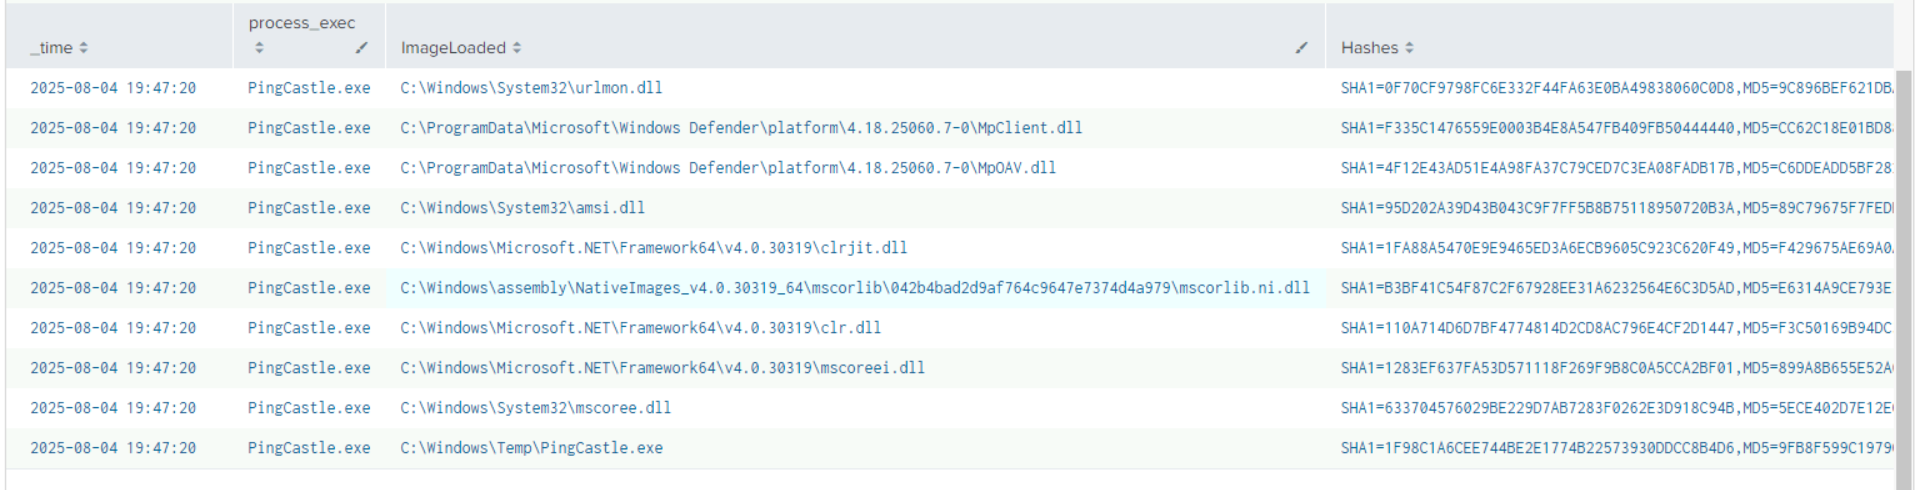 _time process_exec ImageLoaded Hashes
2025-08-04 19:47:20 PingCastle.exe C:\Windows\System32\urlmon.dll SHA1=0F70CF9798FC6E332F44FA63E0BA49838060C0D8,MD5=9C896BEF621DB
2025-08-04 19:47:20 PingCastle.exe C:\ProgramData\Microsoft\Windows Defender\platform\4.18.25060.7-0\MpClient.dll SHA1=F335C1476559E0003B4E8A547FB409FB50444440,MD5=CC62C18E01BD8
2025-08-04 19:47:20 PingCastle.exe C:\ProgramData\Microsoft\Windows Defender\platform\4.18.25060.7-0\MpOAV.dll SHA1=4F12E43AD51E4A98FA37C79CED7C3EA08FADB17B,MD5=C6DDEADD5BF28
2025-08-04 19:47:20 PingCastle.exe C:\Windows\System32\amsi.dll SHA1=95D202A39D43B043C9F7FF5B8B75118950720B3A,MD5=89C79675F7FED
2025-08-04 19:47:20 PingCastle.exe C:\Windows\Microsoft.NET\Framework64\v4.0.30319\clrjit.dll SHA1=1FA88A5470E9E9465ED3A6ECB9605C923C620F49,MD5=F429675AE69A0
2025-08-04 19:47:20 PingCastle.exe C:\Windows\assembly\NativeImages_v4.0.30319_64\mscorlib\042b4bad2d9af764c9647e7374d4a979\mscorlib.ni.dll SHA1=B3BF41C54F87C2F67928EE31A6232564E6C3D5AD,MD5=E6314A9CE793E
2025-08-04 19:47:20 PingCastle.exe C:\Windows\Microsoft.NET\Framework64\v4.0.30319\clr.dll SHA1=110A714D6D7BF4774814D2CD8AC796E4CF2D1447,MD5=F3C50169B94DC
2025-08-04 19:47:20 PingCastle.exe C:\Windows\Microsoft.NET\Framework64\v4.0.30319\mscoreei.dll SHA1=1283EF637FA53D571118F269F9B8C0A5CCA2BF01,MD5=899A8B655E52A
2025-08-04 19:47:20 PingCastle.exe C:\Windows\System32\mscoree.dll SHA1=633704576029BE229D7AB7283F0262E3D918C94B,MD5=5ECE402D7E12E
2025-08-04 19:47:20 PingCastle.exe C:\Windows\Temp\PingCastle.exe SHA1=1F98C1A6CEE744BE2E1774B22573930DDCC8B4D6,MD5=9FB8F599C1979